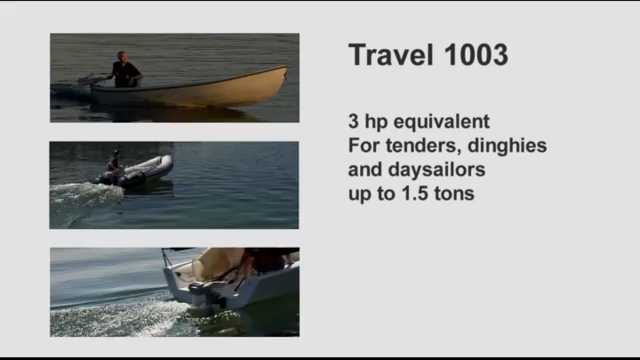 Travel 1003
3 hp equivalent
For tenders, dinghies
and daysailors
up to 1.5 tons